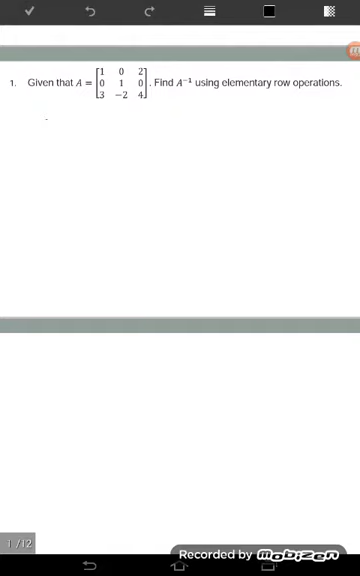 1. Given that A = [1 0 2
0 1 0
3 −2 4]. Find A⁻¹ using elementary row operations.
1 / 12
Recorded by Mobizen